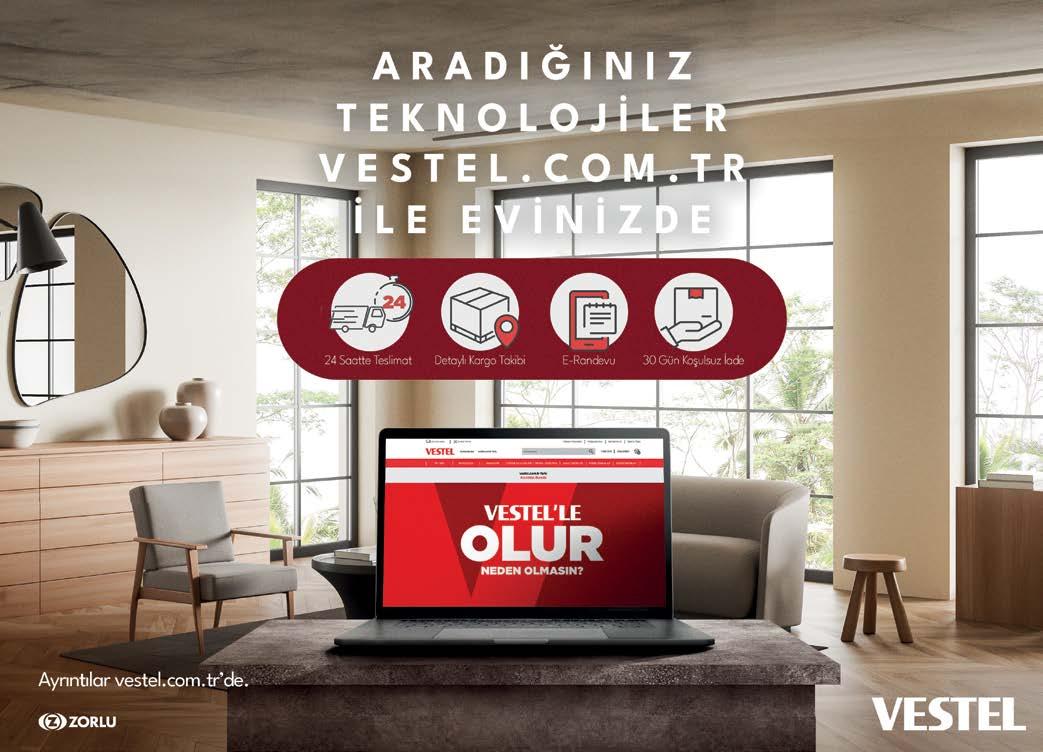 ARADIĞINIZ
TEKNOLOJİLER
VESTEL.COM.TR
İLE EVİNİZDE
24
24 Saatte Teslimat Detaylı Kargo Takibi E-Randevu 30 Gün Koşulsuz İade
VESTEL
VESTEL'LE
OLUR
NEDEN OLMASIN?
Ayrıntılar vestel.com.tr'de.
ZORLU
VESTEL